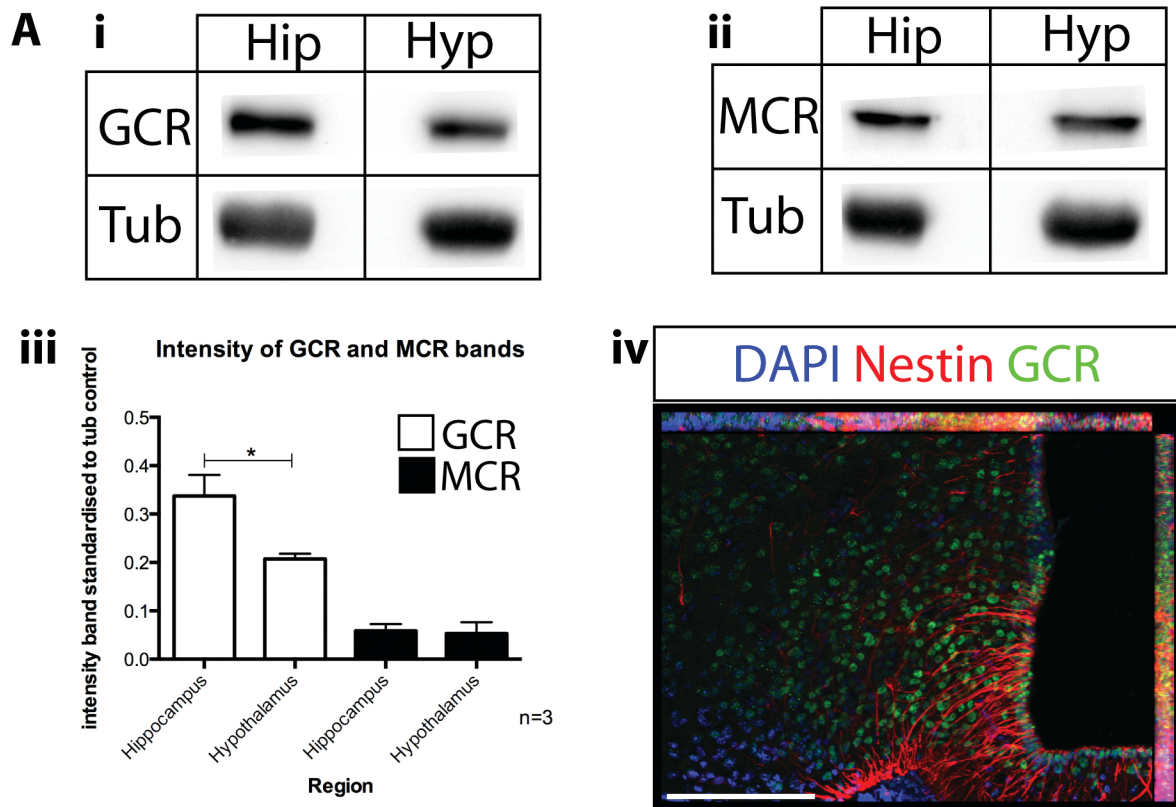 A
i
Hip Hyp
GCR
Tub
ii
Hip Hyp
MCR
Tub
iii
Intensity of GCR and MCR bands
intensity band standardised to tub control
0.5
0.4
0.3
0.2
0.1
0.0
*
GCR
MCR
Hippocampus
Hypothalamus
Hippocampus
Hypothalamus
n=3
Region
iv
DAPI Nestin GCR